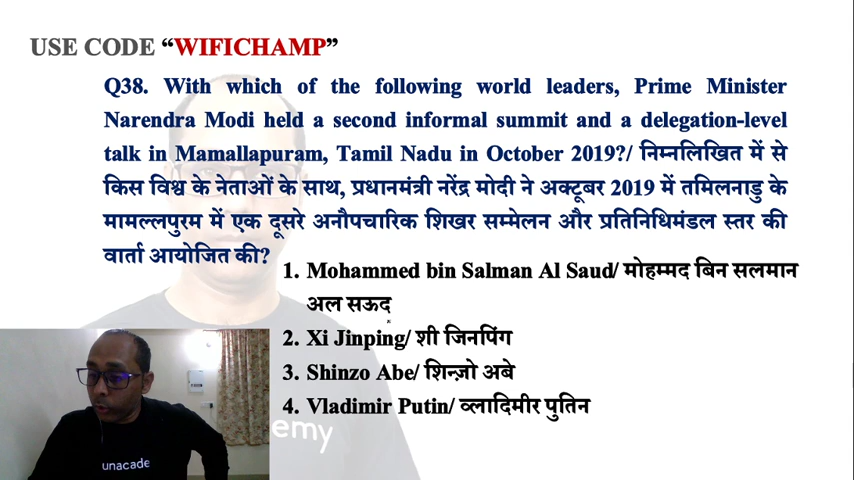 USE CODE “WIFICHAMP”
Q38. With which of the following world leaders, Prime Minister
Narendra Modi held a second informal summit and a delegation-level
talk in Mamallapuram, Tamil Nadu in October 2019?/ निम्नलिखित में से
किस विश्व के नेताओं के साथ, प्रधानमंत्री नरेंद्र मोदी ने अक्टूबर 2019 में तमिलनाडु के
मामल्लपुरम में एक दूसरे अनौपचारिक शिखर सम्मेलन और प्रतिनिधिमंडल स्तर की
वार्ता आयोजित की?
1. Mohammed bin Salman Al Saud/ मोहम्मद बिन सलमान
अल सऊद
2. Xi Jinping/ शी जिनपिंग
3. Shinzo Abe/ शिन्ज़ो अबे
4. Vladimir Putin/ व्लादिमीर पुतिन
emy
unacade